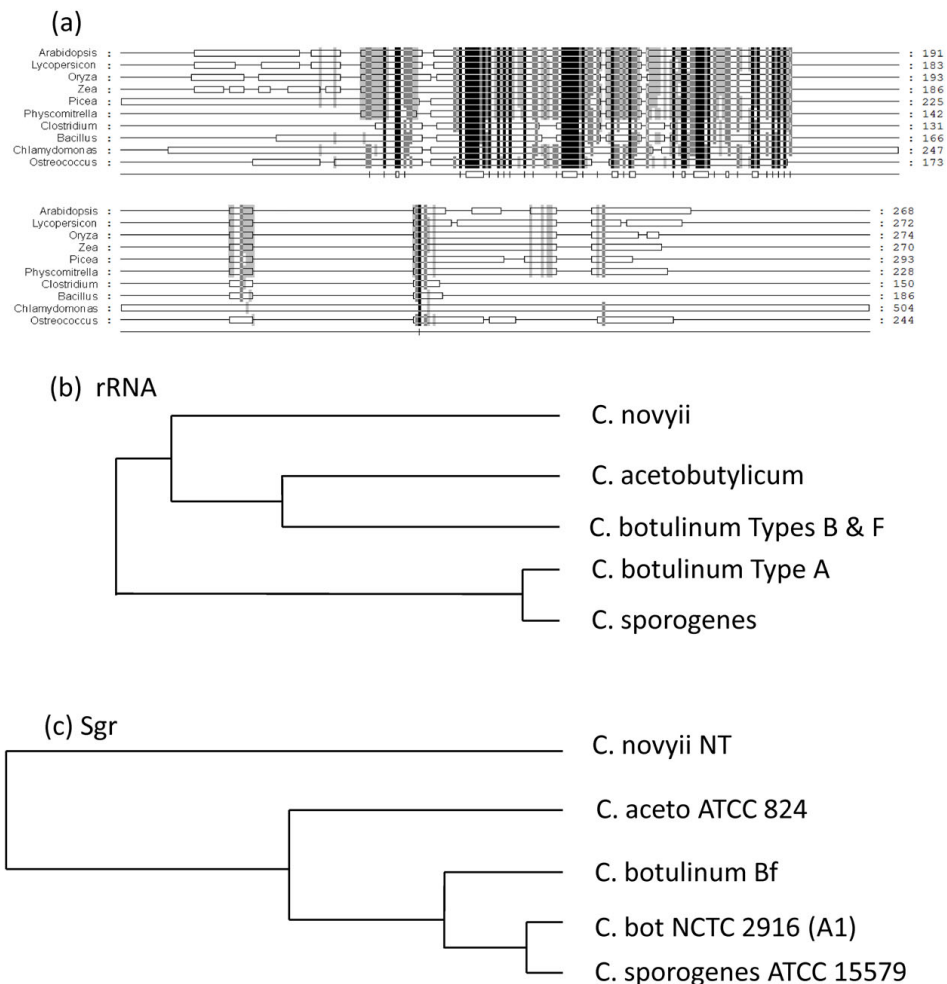 (a)
Arabidopsis : : 191
Lycopersicon : : 183
Oryza : : 193
Zea : : 186
Picea : : 225
Physcomitrella : : 142
Clostridium : : 131
Bacillus : : 166
Chlamydomonas : : 247
Ostreococcus : : 173
Arabidopsis : : 268
Lycopersicon : : 272
Oryza : : 274
Zea : : 270
Picea : : 293
Physcomitrella : : 228
Clostridium : : 150
Bacillus : : 186
Chlamydomonas : : 504
Ostreococcus : : 244
(b) rRNA
C. novyii
C. acetobutylicum
C. botulinum Types B & F
C. botulinum Type A
C. sporogenes
(c) Sgr
C. novyii NT
C. aceto ATCC 824
C. botulinum Bf
C. bot NCTC 2916 (A1)
C. sporogenes ATCC 15579